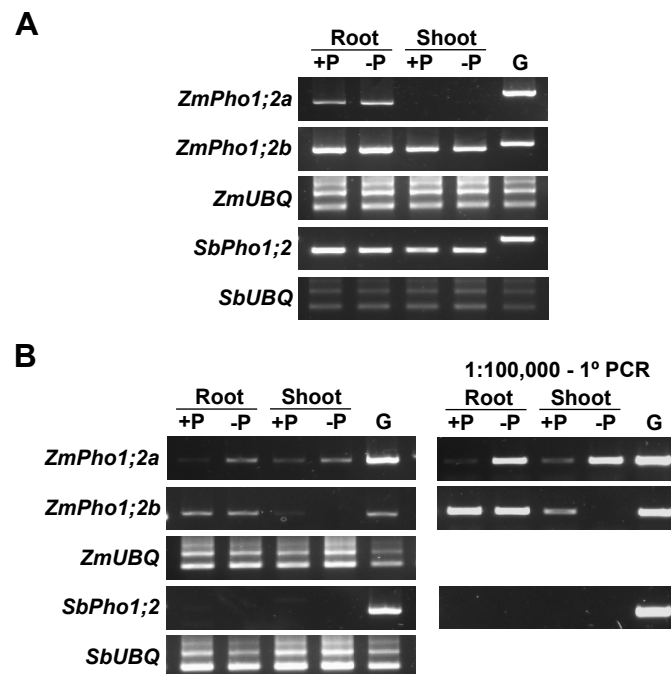 A
Root Shoot
+P -P +P -P G
ZmPho1;2a
ZmPho1;2b
ZmUBQ
SbPho1;2
SbUBQ
B
1:100,000 - 1º PCR
Root Shoot Root Shoot
+P -P +P -P G +P -P +P -P G
ZmPho1;2a
ZmPho1;2b
ZmUBQ
SbPho1;2
SbUBQ